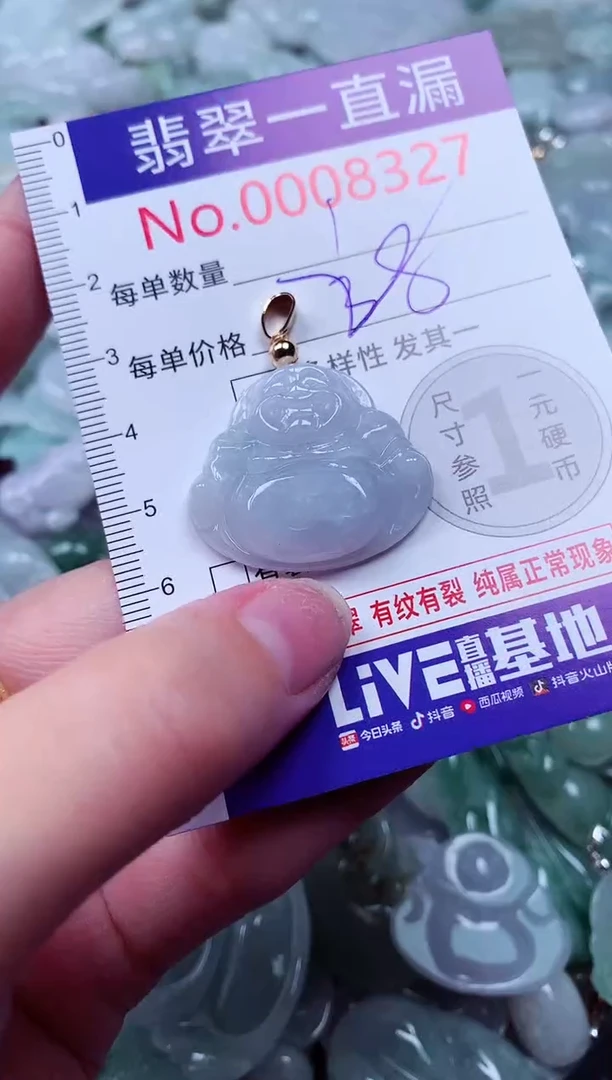 0
翡翠一直漏
No.0008327
1
2
每单数量 1
3
每单价格
样性 发其一
4
尺寸参照
1
一元硬币
5
6
有纹有裂 纯属正常现象
LiVE直播基地
头条 今日头条 抖音 西瓜视频 抖音火山版